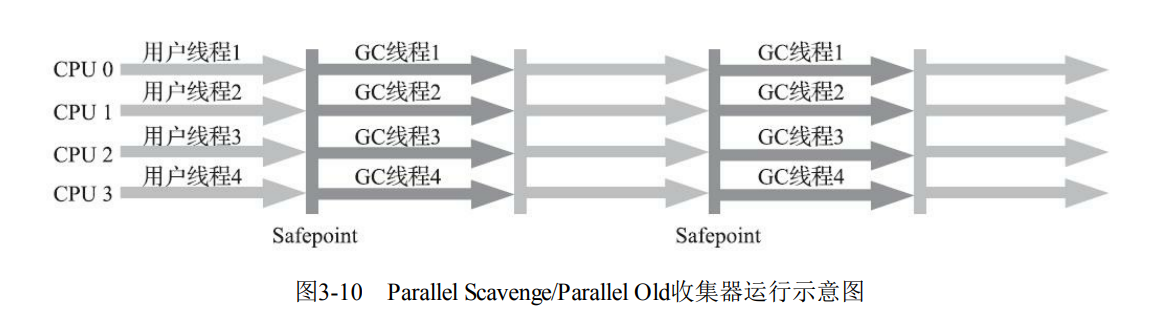 CPU 0 用户线程1 GC线程1 GC线程1
CPU 1 用户线程2 GC线程2 GC线程2
CPU 2 用户线程3 GC线程3 GC线程3
CPU 3 用户线程4 GC线程4 GC线程4
Safepoint Safepoint
图3-10 Parallel Scavenge/Parallel Old收集器运行示意图